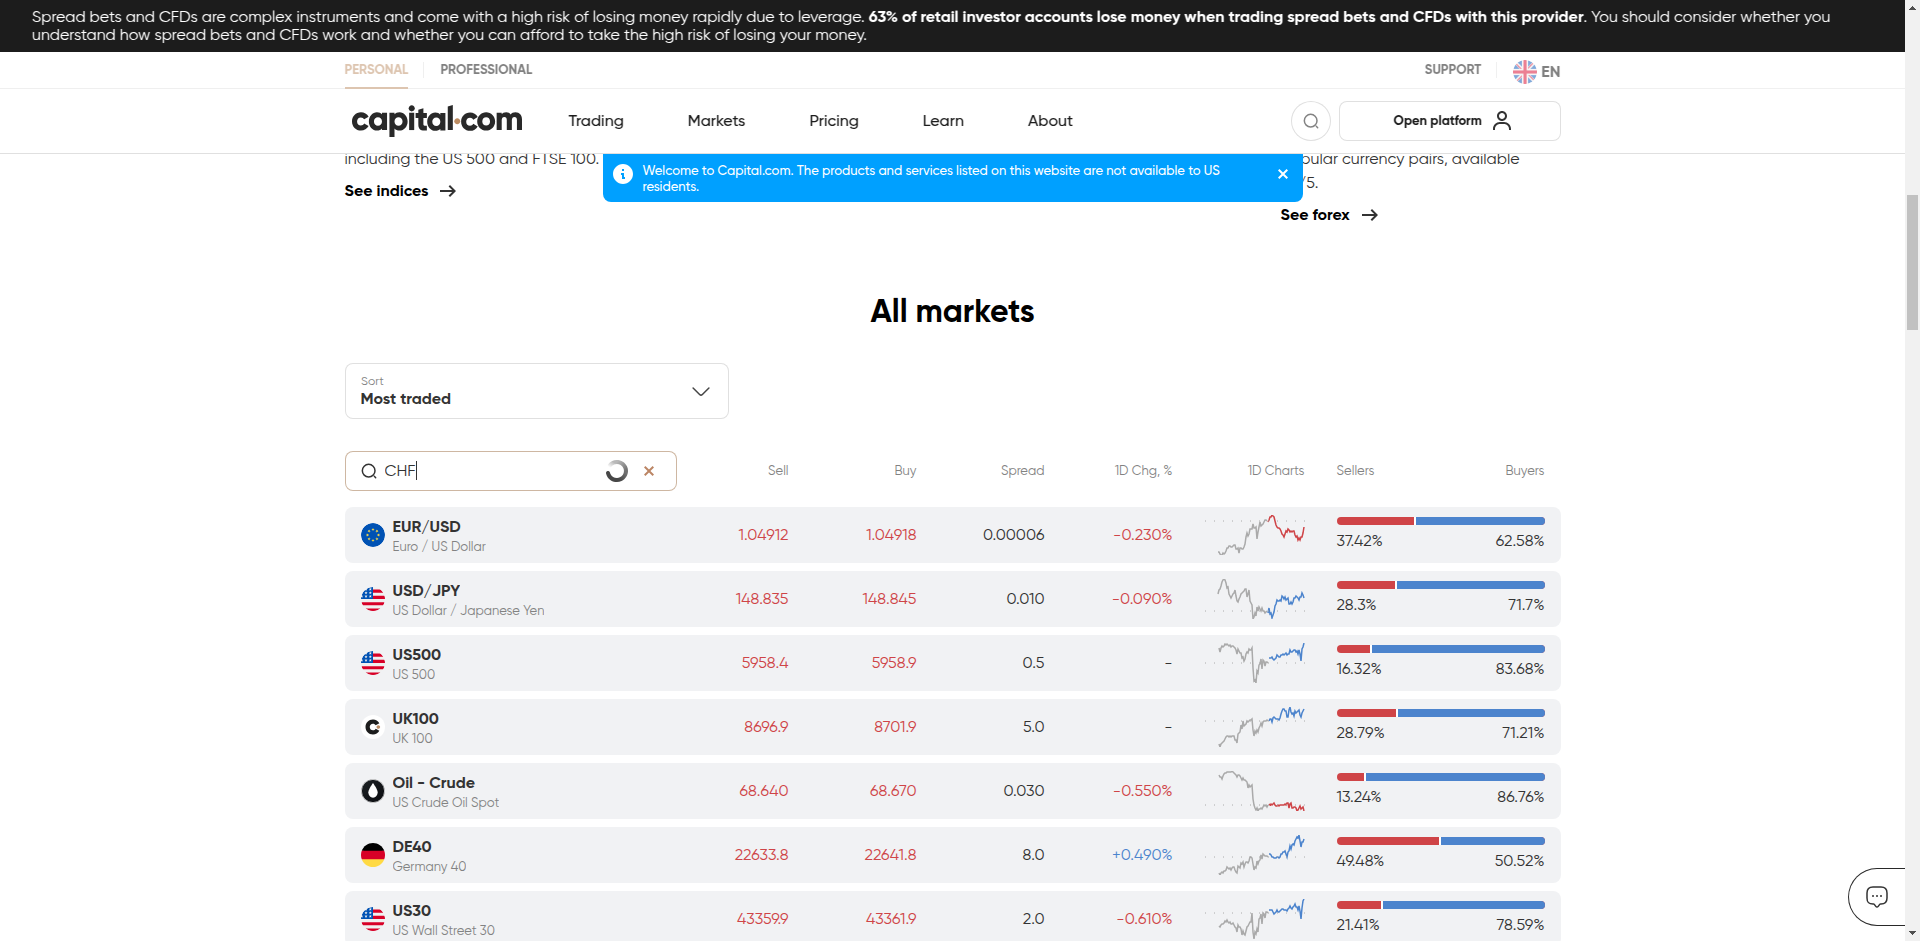 Spread bets and CFDs are complex instruments and come with a high risk of losing money rapidly due to leverage. 63% of retail investor accounts lose money when trading spread bets and CFDs with this provider. You should consider whether you
understand how spread bets and CFDs work and whether you can afford to take the high risk of losing your money.
PERSONAL PROFESSIONAL SUPPORT EN
capital.com Trading Markets Pricing Learn About Open platform
including the US 500 and FTSE 100. pular currency pairs, available
Welcome to Capital.com. The products and services listed on this website are not available to US
residents.
/5.
See indices
See forex
All markets
Sort
Most traded
CHF Sell Buy Spread 1D Chg, % 1D Charts Sellers Buyers
EUR/USD
Euro / US Dollar
1.04912 1.04918 0.00006 -0.230% 37.42% 62.58%
USD/JPY
US Dollar / Japanese Yen
148.835 148.845 0.010 -0.090% 28.3% 71.7%
US500
US 500
5958.4 5958.9 0.5 - 16.32% 83.68%
UK100
UK 100
8696.9 8701.9 5.0 - 28.79% 71.21%
Oil - Crude
US Crude Oil Spot
68.640 68.670 0.030 -0.550% 13.24% 86.76%
DE40
Germany 40
22633.8 22641.8 8.0 +0.490% 49.48% 50.52%
US30
US Wall Street 30
43359.9 43361.9 2.0 -0.610% 21.41% 78.59%